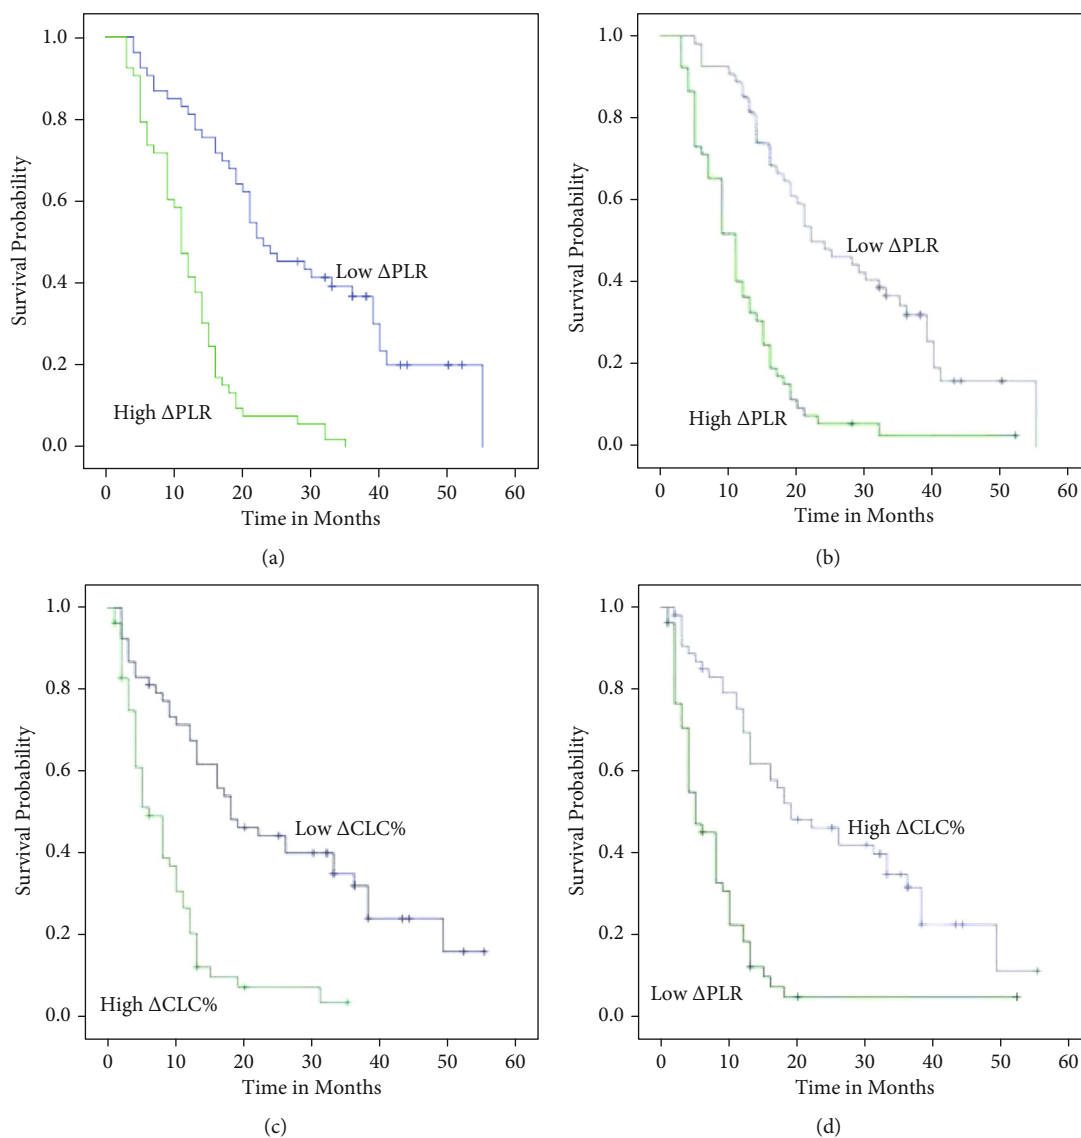 1.0
0.8
0.6
0.4
0.2
0.0
Survival Probability
Low ΔPLR
High ΔPLR
0 10 20 30 40 50 60
Time in Months
(a)
1.0
0.8
0.6
0.4
0.2
0.0
Survival Probability
Low ΔPLR
High ΔPLR
0 10 20 30 40 50 60
Time in Months
(b)
1.0
0.8
0.6
0.4
0.2
0.0
Survival Probability
Low ΔCLC%
High ΔCLC%
0 10 20 30 40 50 60
Time in Months
(c)
1.0
0.8
0.6
0.4
0.2
0.0
Survival Probability
High ΔCLC%
Low ΔPLR
0 10 20 30 40 50 60
Time in Months
(d)